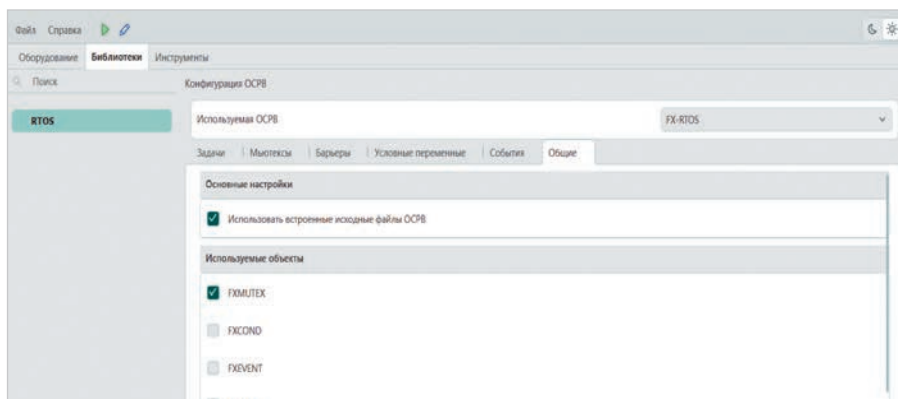 Файл Справка
Оборудование Библиотеки Инструменты
Поиск
Конфигурация ОСРВ
RTOS
Используемая ОСРВ FX-RTOS
Задачи Мьютексы Барьеры Условные переменные События Общие
Основные настройки
Использовать встроенные исходные файлы ОСРВ
Используемые объекты
FXMUTEX
FXCOND
FXEVENT